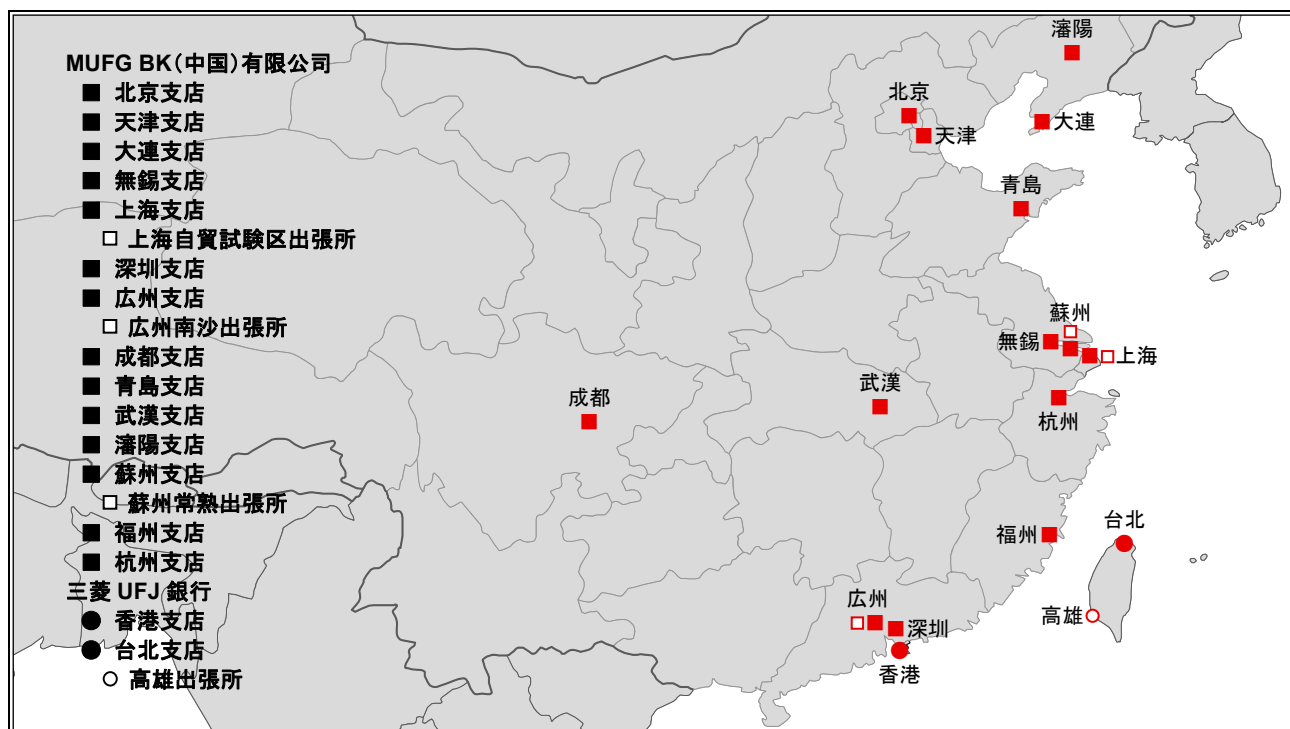 MUFG BK(中国)有限公司
■ 北京支店
■ 天津支店
■ 大連支店
■ 無錫支店
■ 上海支店
□ 上海自貿試験区出張所
■ 深圳支店
■ 広州支店
□ 広州南沙出張所
■ 成都支店
■ 青島支店
■ 武漢支店
■ 瀋陽支店
■ 蘇州支店
□ 蘇州常熟出張所
■ 福州支店
■ 杭州支店
三菱 UFJ 銀行
● 香港支店
● 台北支店
○ 高雄出張所
瀋陽
北京
大連
天津
青島
蘇州
無錫
上海
武漢
成都
杭州
台北
福州
広州
高雄
深圳
香港